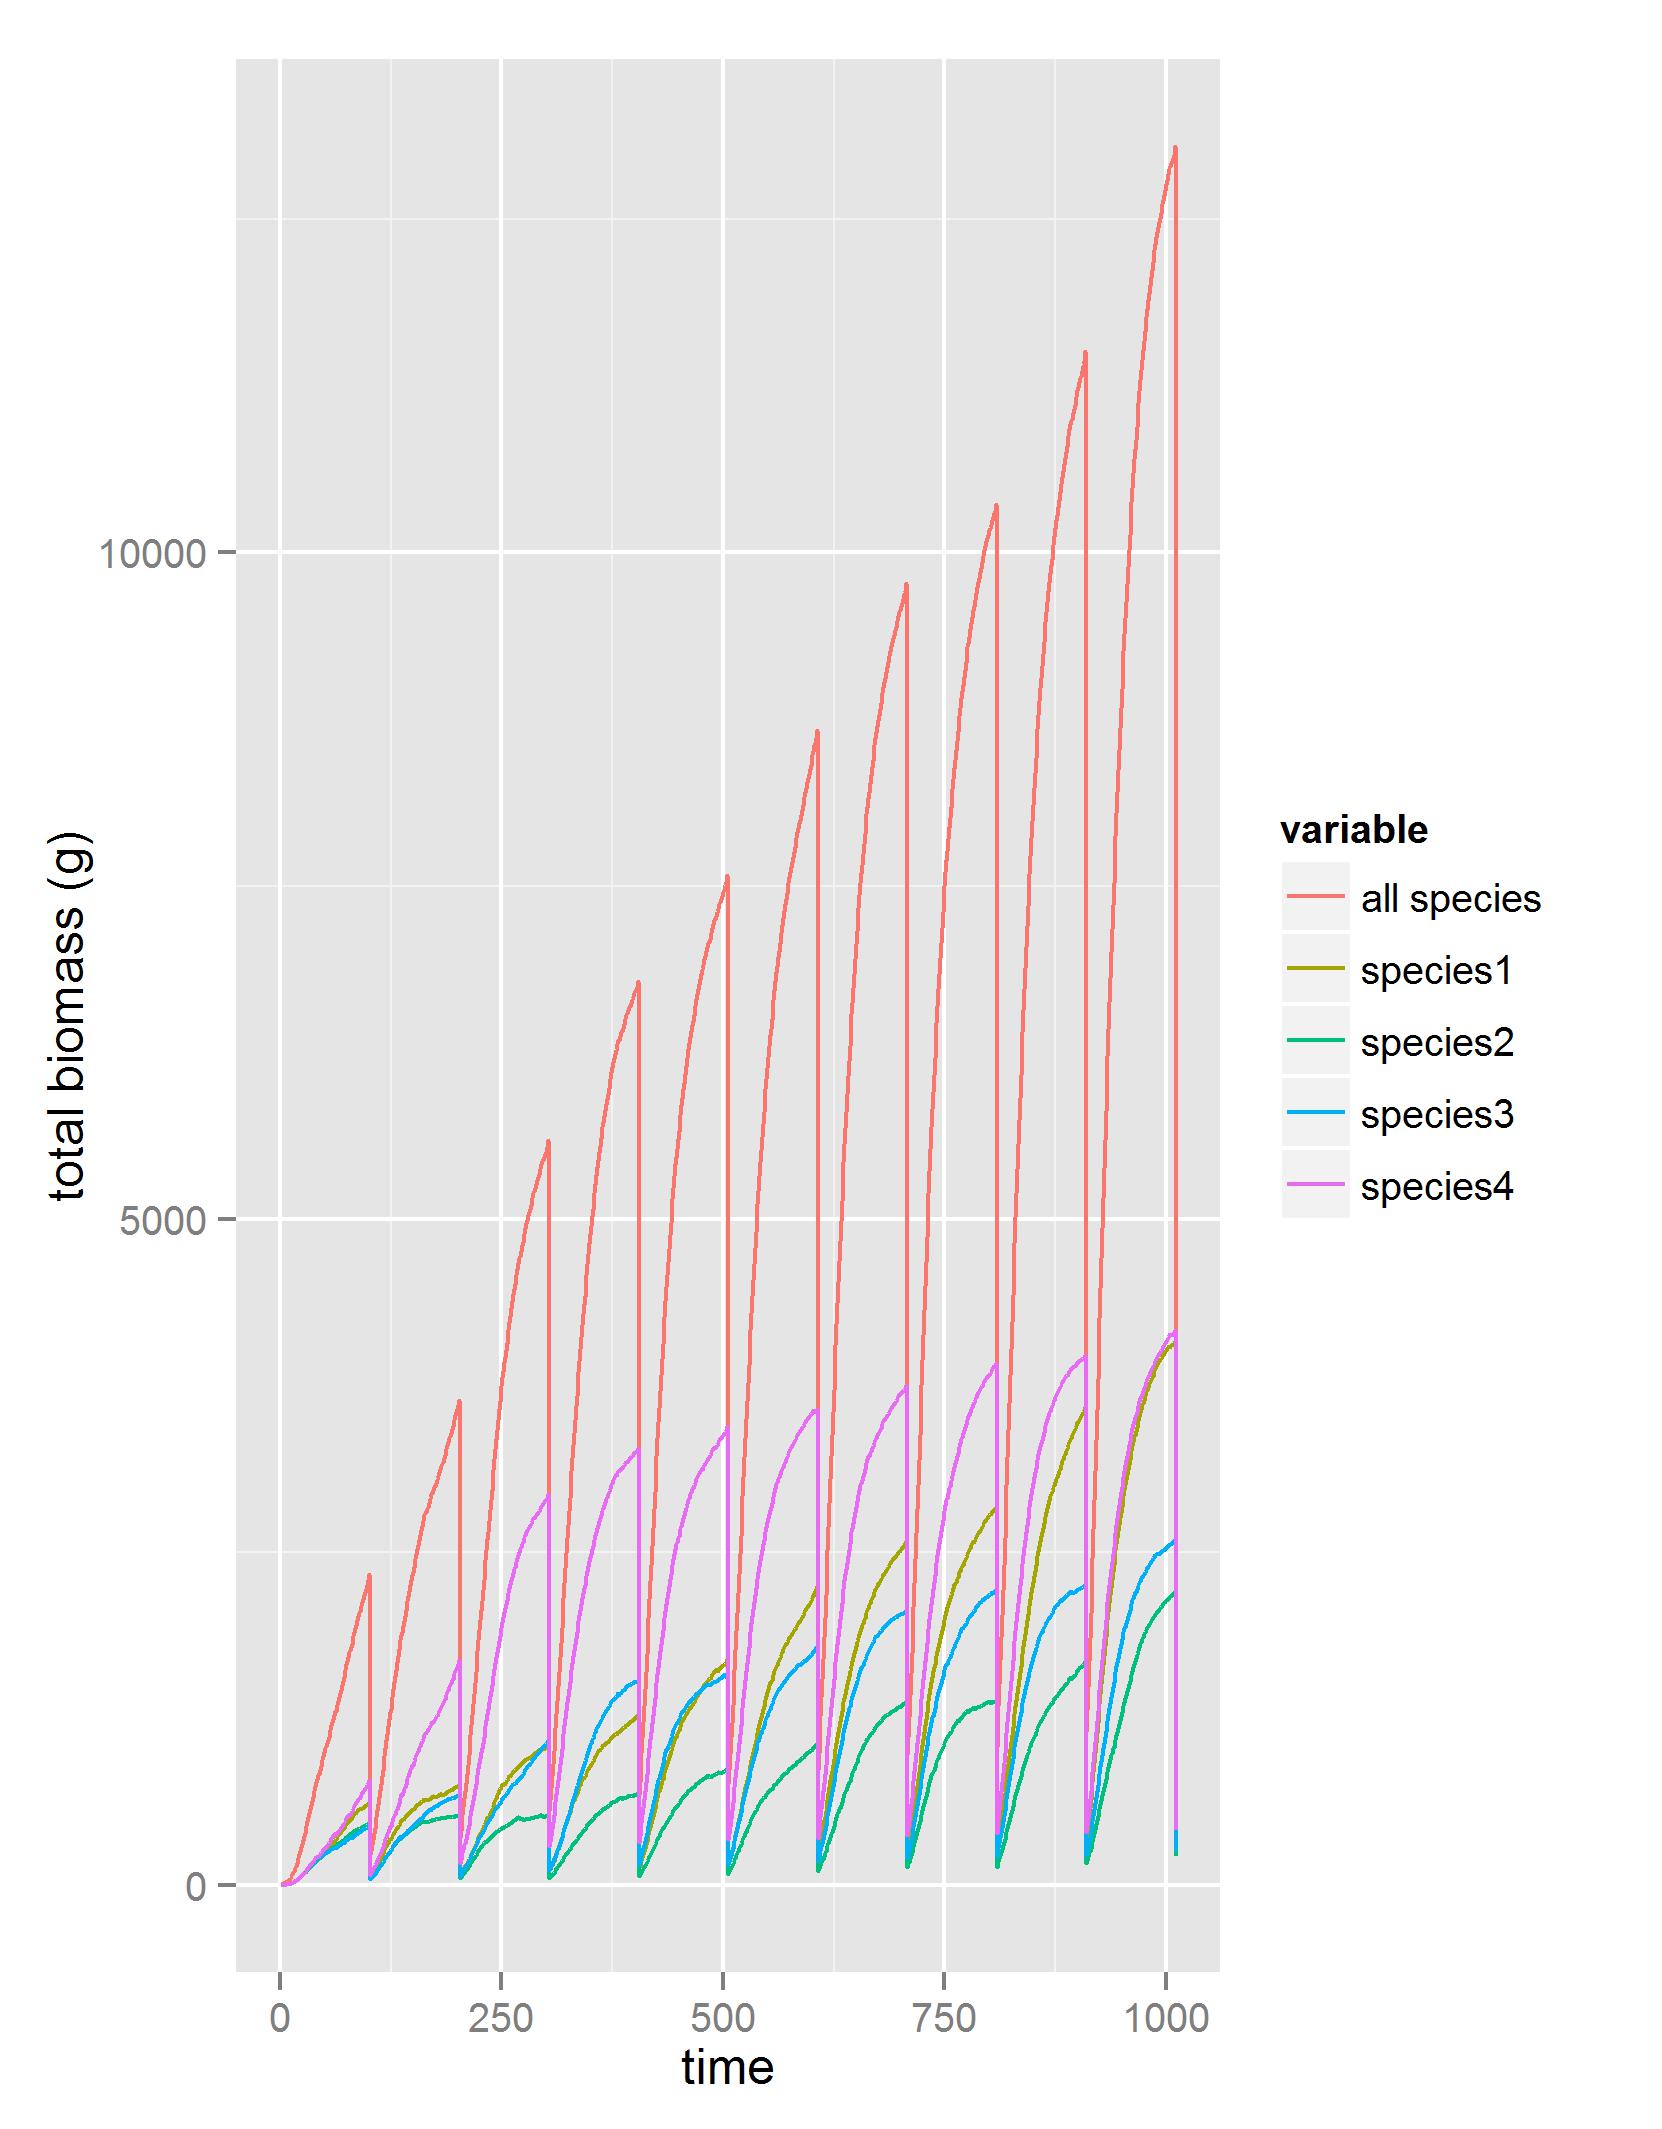 total biomass (g)
10000
5000
0
0 250 500 750 1000
time
variable
all species
species1
species2
species3
species4